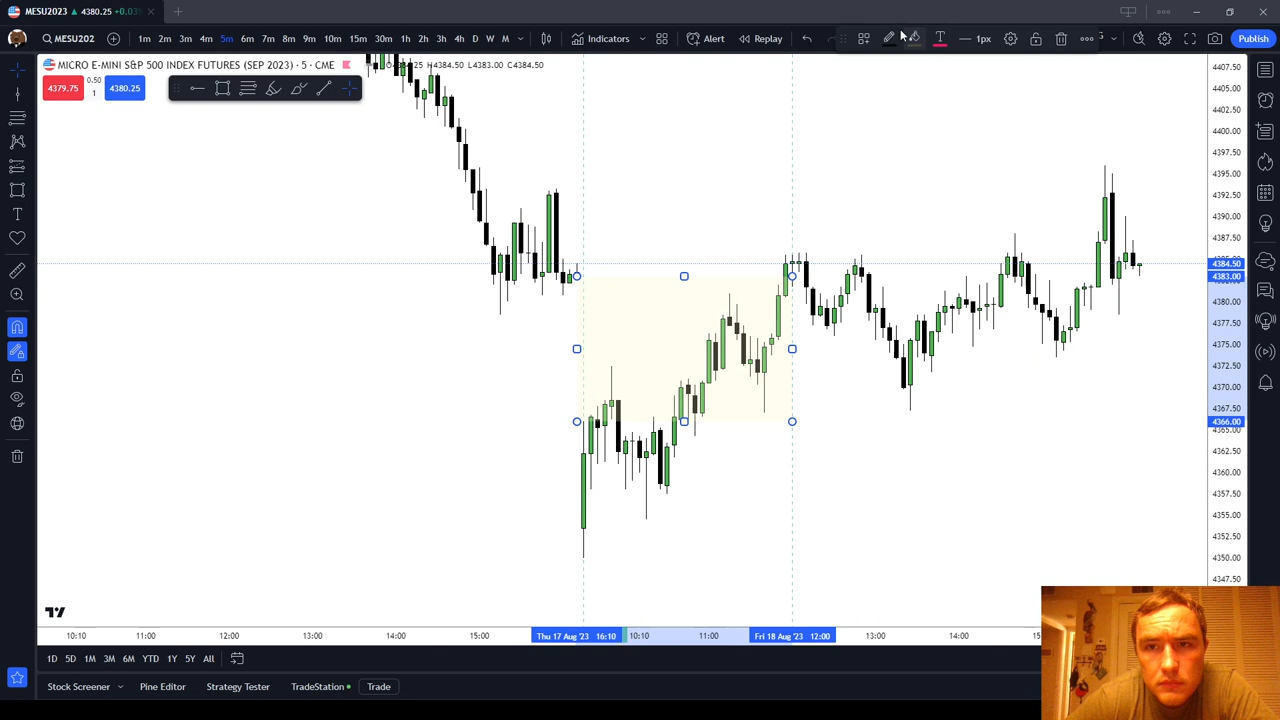 MESU2023 ▲ 4380.25
MESU202
1m 2m 3m 4m 5m 6m 7m 8m 9m 10m 15m 30m 1h 2h 3h 4h D W M
Indicators
Alert
Replay
1px
Publish
MICRO E-MINI S&P 500 INDEX FUTURES (SEP 2023) · 5 · CME
H4384.50 L4383.00 C4384.50
4379.75
0.50
1
4380.25
4407.50
4405.00
4402.50
4400.00
4397.50
4395.00
4392.50
4390.00
4387.50
4384.50
4383.00
4380.00
4377.50
4375.00
4372.50
4370.00
4367.50
4366.00
4365.00
4362.50
4360.00
4357.50
4355.00
4352.50
4350.00
4347.50
10:10 11:00 12:00 13:00 14:00 15:00 Thu 17 Aug '23 16:10 10:10 11:00 Fri 18 Aug '23 12:00 13:00 14:00
1D 5D 1M 3M 6M YTD 1Y 5Y All
Stock Screener Pine Editor Strategy Tester TradeStation Trade